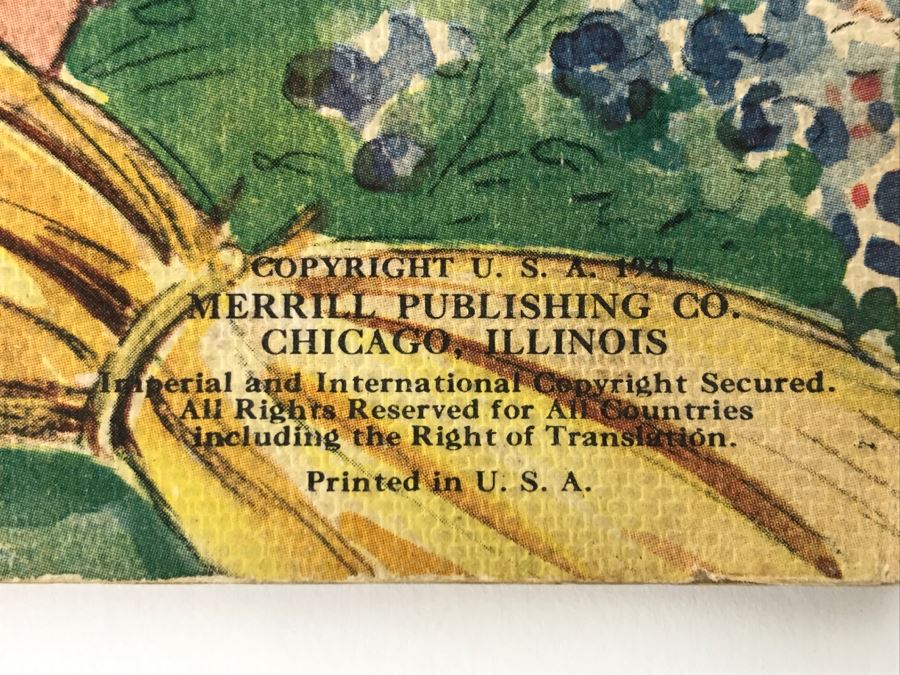 COPYRIGHT U. S. A. 1941
MERRILL PUBLISHING CO.
CHICAGO, ILLINOIS
Imperial and International Copyright Secured.
All Rights Reserved for All Countries
including the Right of Translation.
Printed in U. S. A.